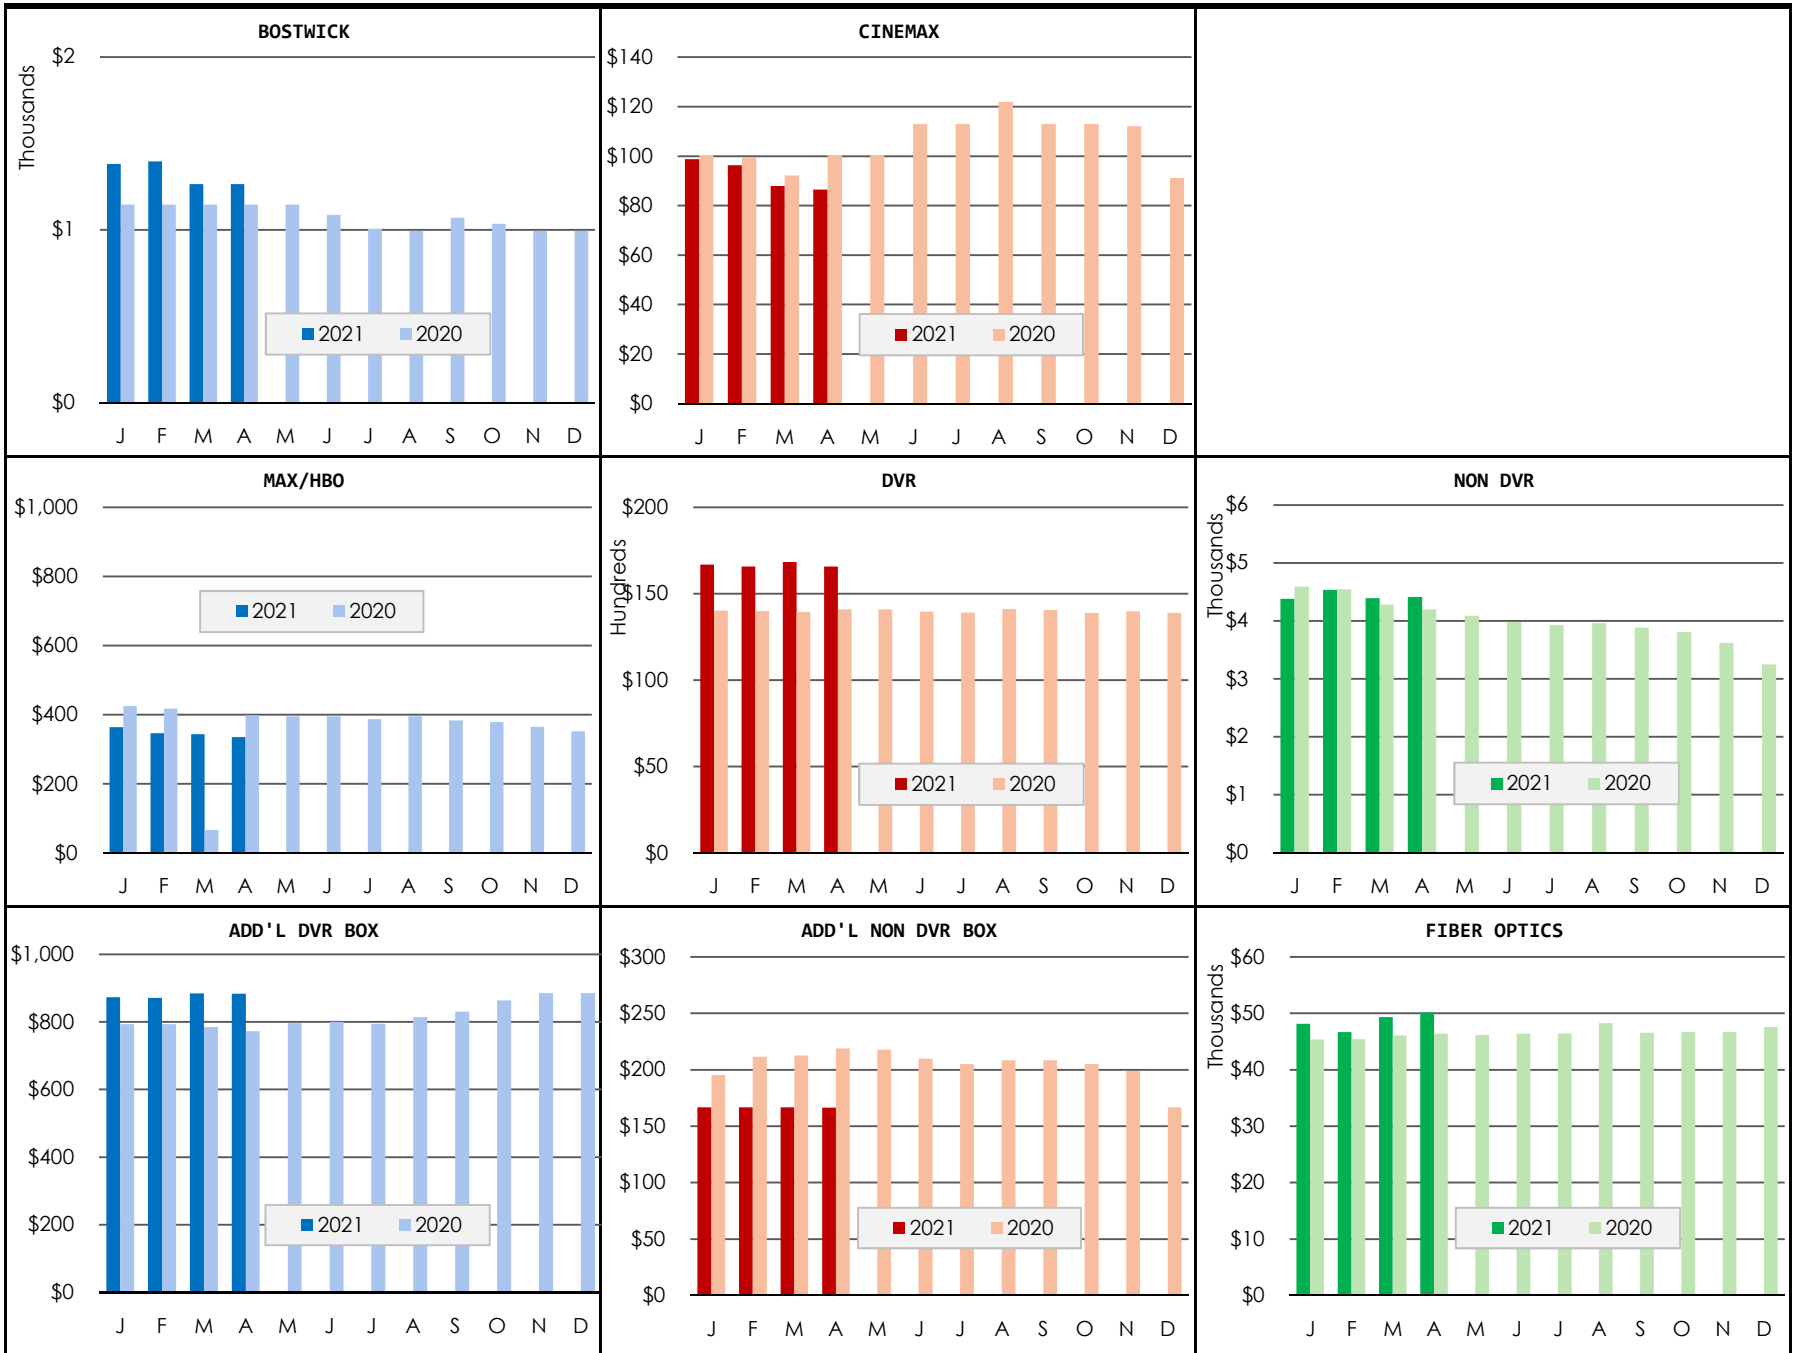 BOSTWICK
Thousands
$2
$1
$0
2021 2020
J F M A M J J A S O N D
CINEMAX
$140
$120
$100
$80
$60
$40
$20
$0
2021 2020
J F M A M J J A S O N D
MAX/HBO
$1,000
$800
$600
$400
$200
$0
2021 2020
J F M A M J J A S O N D
DVR
Hundreds
$200
$150
$100
$50
$0
2021 2020
J F M A M J J A S O N D
NON DVR
Thousands
$6
$5
$4
$3
$2
$1
$0
2021 2020
J F M A M J J A S O N D
ADD'L DVR BOX
$1,000
$800
$600
$400
$200
$0
2021 2020
J F M A M J J A S O N D
ADD'L NON DVR BOX
$300
$250
$200
$150
$100
$50
$0
2021 2020
J F M A M J J A S O N D
FIBER OPTICS
Thousands
$60
$50
$40
$30
$20
$10
$0
2021 2020
J F M A M J J A S O N D